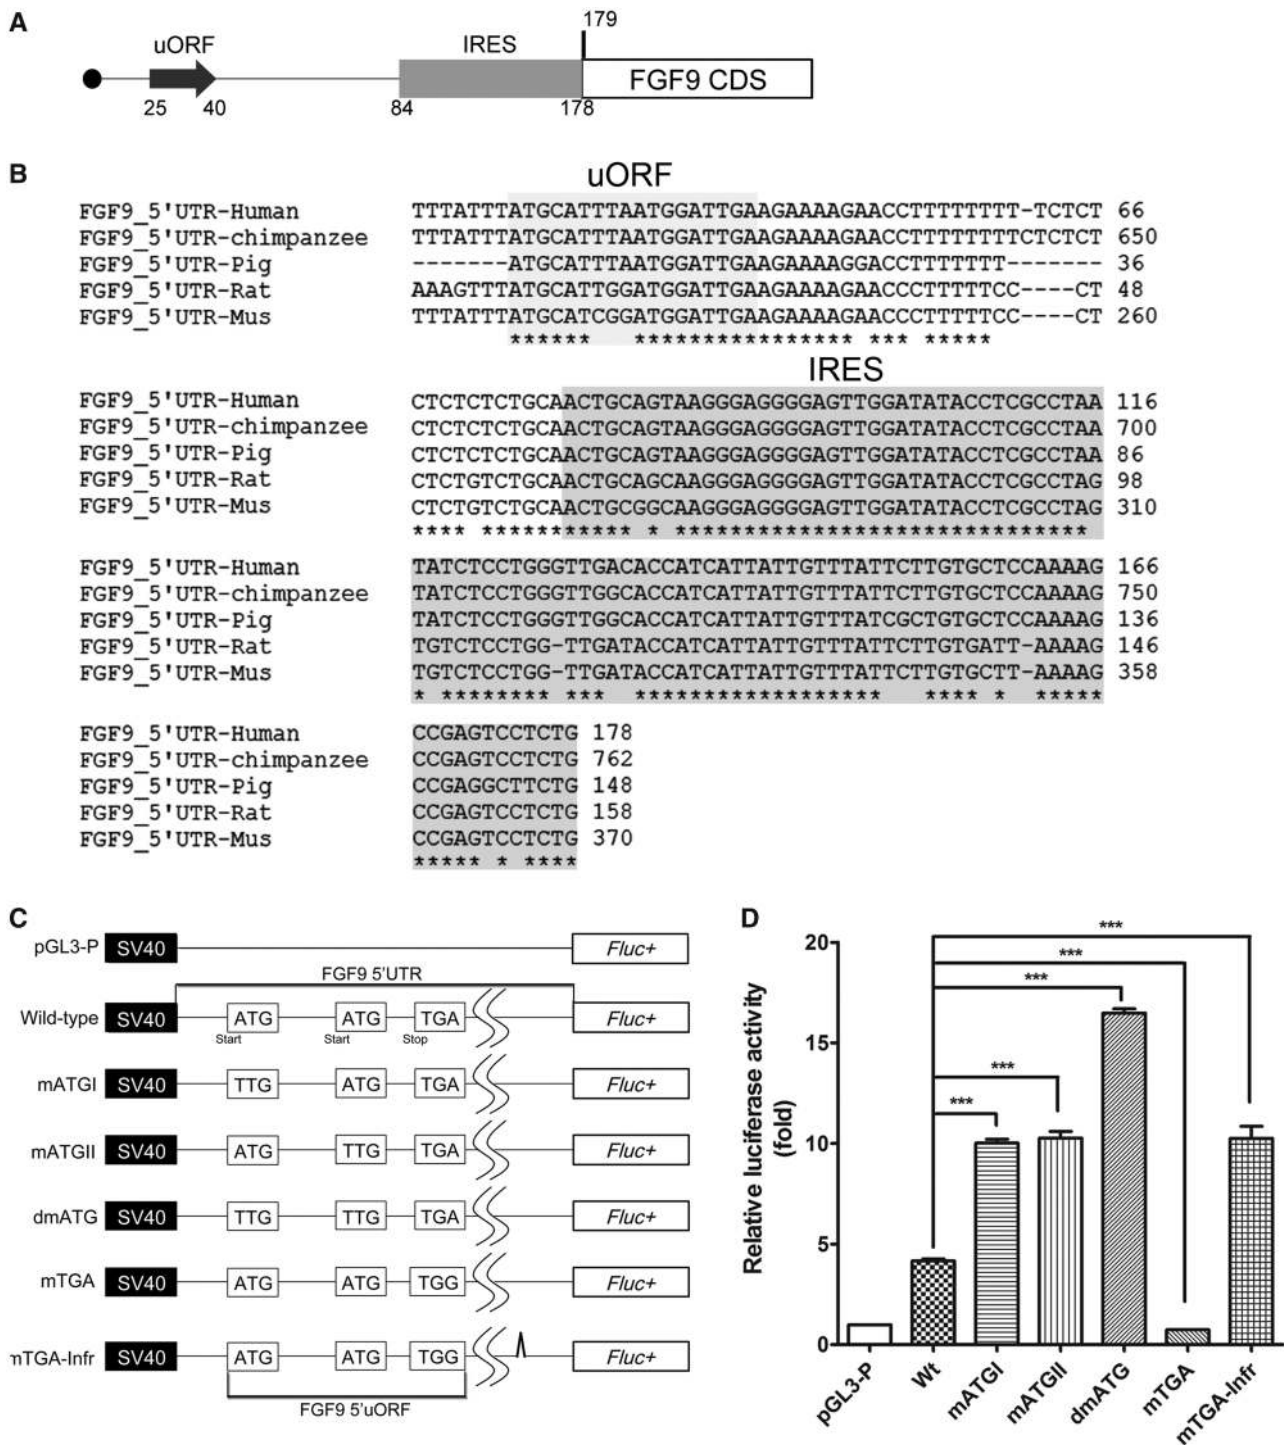 A
uORF
IRES
179
FGF9 CDS
25
40
84
178
B
uORF
FGF9_5'UTR-Human TTTATTTATGCATTTAATGGATTGAAGAAAAGAACCTTTTTTTT-TCTCT 66
FGF9_5'UTR-chimpanzee TTTATTTATGCATTTAATGGATTGAAGAAAAGAACCTTTTTTTTCTCTCT 650
FGF9_5'UTR-Pig -------ATGCATTTAATGGATTGAAGAAAAGGACCTTTTTTT------- 36
FGF9_5'UTR-Rat AAAGTTTATGCATTGGATGGATTGAAGAAAAGAACCCTTTTTCC----CT 48
FGF9_5'UTR-Mus TTTATTTATGCATCGGATGGATTGAAGAAAAGAACCCTTTTTCC----CT 260
****** **************** *** *****
IRES
FGF9_5'UTR-Human CTCTCTCTGCAACTGCAGTAAGGGAGGGGAGTTGGATATACCTCGCCTAA 116
FGF9_5'UTR-chimpanzee CTCTCTCTGCAACTGCAGTAAGGGAGGGGAGTTGGATATACCTCGCCTAA 700
FGF9_5'UTR-Pig CTCTCTCTGCAACTGCAGTAAGGGAGGGGAGTTGGATATACCTCGCCTAA 86
FGF9_5'UTR-Rat CTCTGTCTGCAACTGCAGCAAGGGAGGGGAGTTGGATATACCTCGCCTAG 98
FGF9_5'UTR-Mus CTCTGTCTGCAACTGCGGCAAGGGAGGGGAGTTGGATATACCTCGCCTAG 310
**** *********** * ******************************
FGF9_5'UTR-Human TATCTCCTGGGTTGACACCATCATTATTGTTTATTCTTGTGCTCCAAAAG 166
FGF9_5'UTR-chimpanzee TATCTCCTGGGTTGGCACCATCATTATTGTTTATTCTTGTGCTCCAAAAG 750
FGF9_5'UTR-Pig TATCTCCTGGGTTGGCACCATCATTATTGTTTATCGCTGTGCTCCAAAAG 136
FGF9_5'UTR-Rat TGTCTCCTGG-TTGATACCATCATTATTGTTTATTCTTGTGATT-AAAAG 146
FGF9_5'UTR-Mus TGTCTCCTGG-TTGATACCATCATTATTGTTTATTCTTGTGCTT-AAAAG 358
* ******** *** ****************** **** * *****
FGF9_5'UTR-Human CCGAGTCCTCTG 178
FGF9_5'UTR-chimpanzee CCGAGTCCTCTG 762
FGF9_5'UTR-Pig CCGAGGCTTCTG 148
FGF9_5'UTR-Rat CCGAGTCCTCTG 158
FGF9_5'UTR-Mus CCGAGTCCTCTG 370
***** * ****
C
pGL3-P SV40 Fluc+
FGF9 5'UTR
Wild-type SV40 ATG ATG TGA Fluc+
Start Start Stop
mATGI SV40 TTG ATG TGA Fluc+
mATGII SV40 ATG TTG TGA Fluc+
dmATG SV40 TTG TTG TGA Fluc+
mTGA SV40 ATG ATG TGG Fluc+
mTGA-Infr SV40 ATG ATG TGG Fluc+
FGF9 5'uORF
D
Relative luciferase activity
(fold)
20
15
10
5
0
***
***
***
***
***
pGL3-P
Wt
mATGI
mATGII
dmATG
mTGA
mTGA-Infr